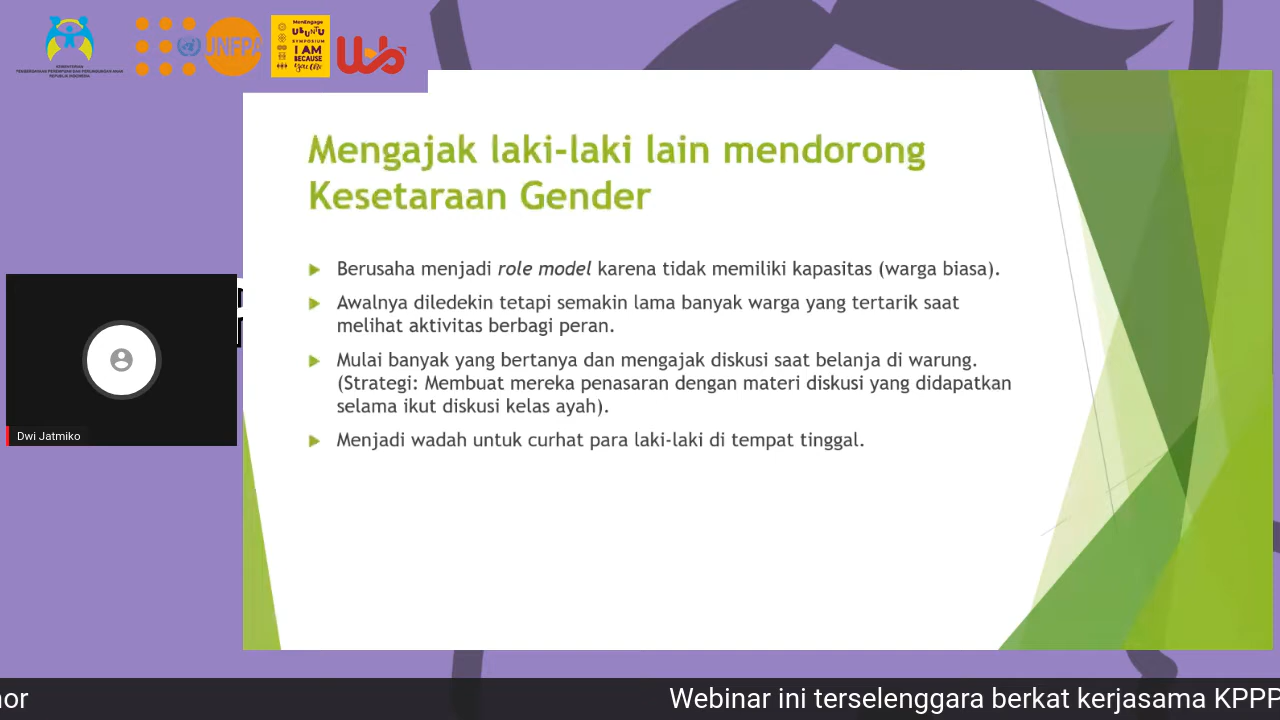 KEMENTERIAN
PEMBERDAYAAN PEREMPUAN DAN PERLINDUNGAN ANAK
REPUBLIK INDONESIA
UNFPA
MenEngage
UBUNTU
SYMPOSIUM
I AM
BECAUSE
you are
Mengajak laki-laki lain mendorong
Kesetaraan Gender
Berusaha menjadi role model karena tidak memiliki kapasitas (warga biasa).
Awalnya diledekin tetapi semakin lama banyak warga yang tertarik saat
melihat aktivitas berbagi peran.
Mulai banyak yang bertanya dan mengajak diskusi saat belanja di warung.
(Strategi: Membuat mereka penasaran dengan materi diskusi yang didapatkan
selama ikut diskusi kelas ayah).
Menjadi wadah untuk curhat para laki-laki di tempat tinggal.
Dwi Jatmiko
Webinar ini terselenggara berkat kerjasama KPPP